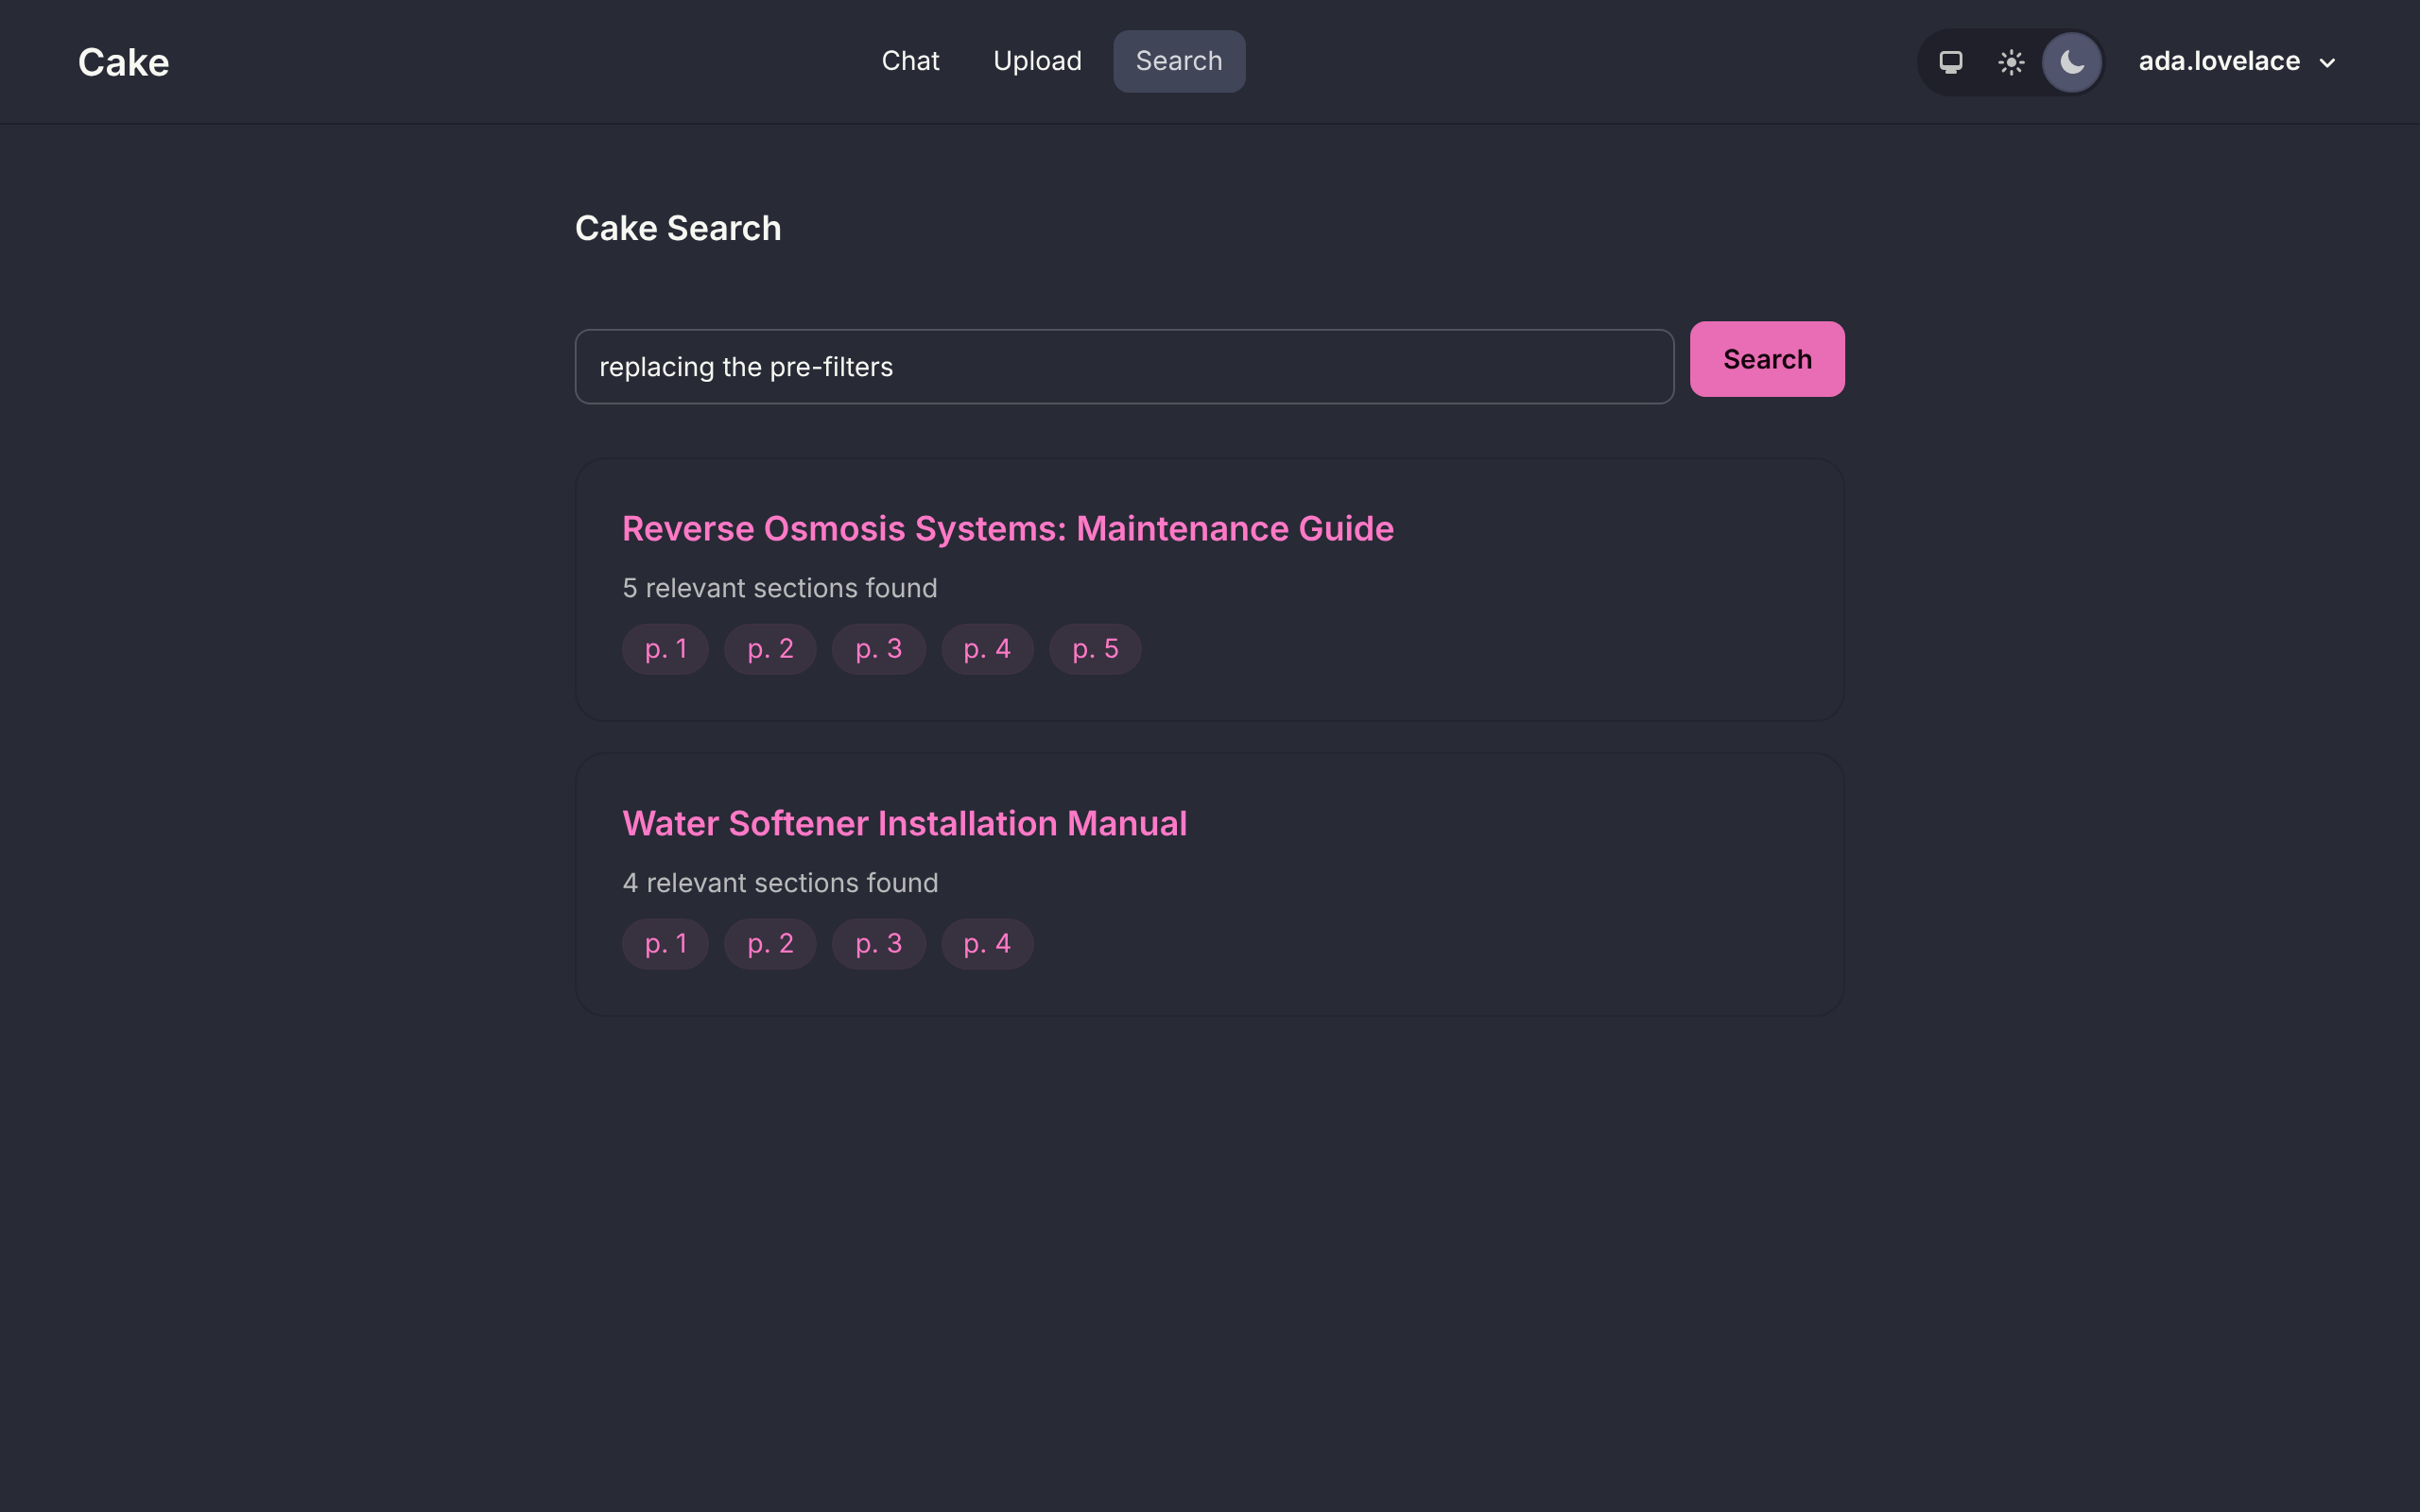 Cake
Chat Upload Search
ada.lovelace
Cake Search
replacing the pre-filters
Search
Reverse Osmosis Systems: Maintenance Guide
5 relevant sections found
p. 1 p. 2 p. 3 p. 4 p. 5
Water Softener Installation Manual
4 relevant sections found
p. 1 p. 2 p. 3 p. 4